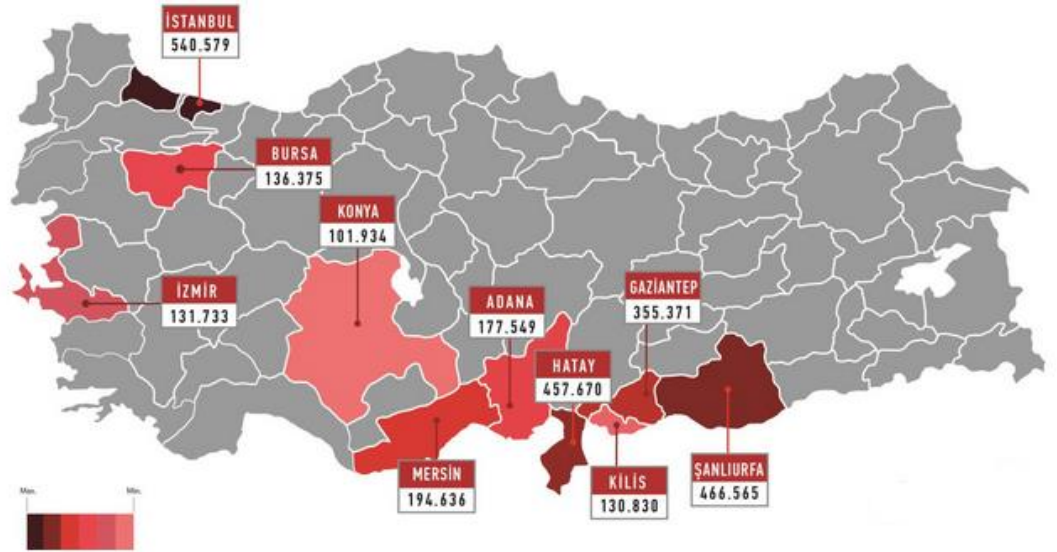 İSTANBUL
540.579
BURSA
136.375
KONYA
101.934
İZMİR
131.733
ADANA
177.549
GAZİANTEP
355.371
HATAY
457.670
MERSİN
194.636
KİLİS
130.830
ŞANLIURFA
466.565
Max.
Min.